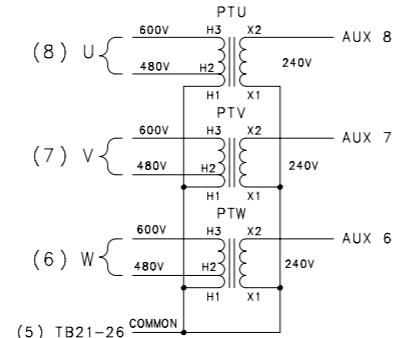 PTU
600V H3 X2 AUX 8
(8) U
480V H2 240V
H1 X1
PTV
600V H3 X2 AUX 7
(7) V
480V H2 240V
H1 X1
PTW
600V H3 X2 AUX 6
(6) W
480V H2 240V
H1 X1
(5) TB21-26 COMMON